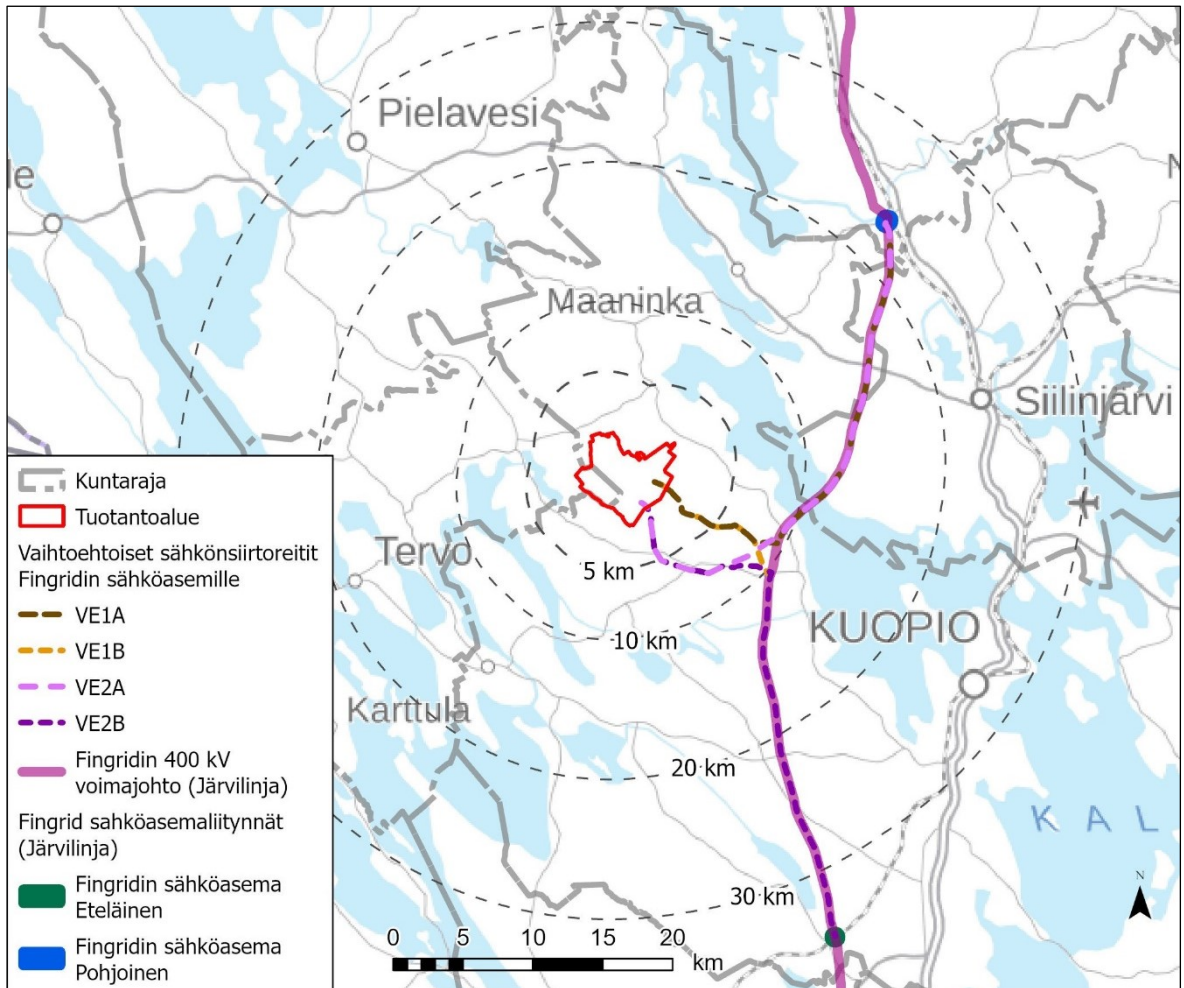 Pielavesi
le
N
Maaninka
Siilinjärvi
Tervo
5 km
KUOPIO
10 km
Karttula
20 km
K A L
30 km
N
0 5 10 15 20
km
Kuntaraja
Tuotantoalue
Vaihtoehtoiset sähkönsiirtoreitit
Fingridin sähköasemille
VE1A
VE1B
VE2A
VE2B
Fingridin 400 kV
voimajohto (Järvilinja)
Fingrid sahköasemaliitynnät
(Järvilinja)
Fingridin sähköasema
Eteläinen
Fingridin sähköasema
Pohjoinen